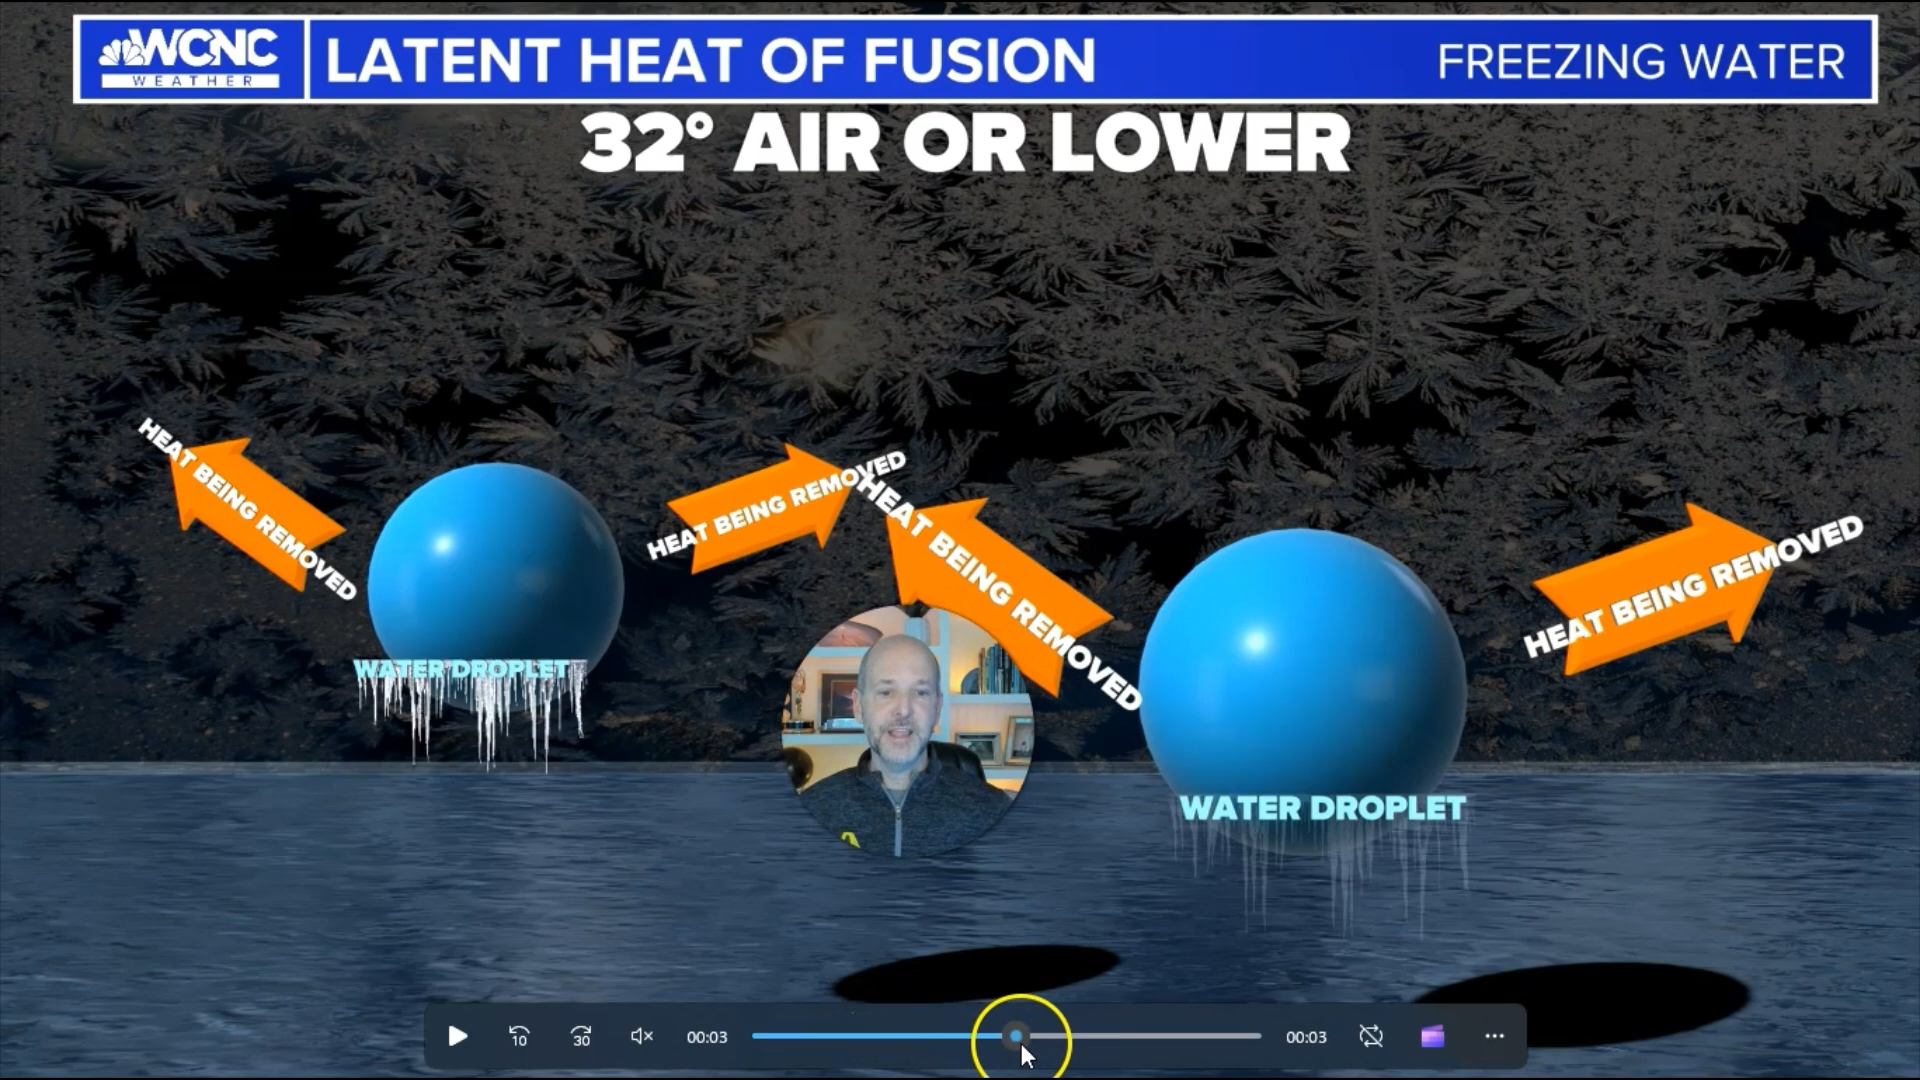 WCNC
WEATHER
LATENT HEAT OF FUSION
FREEZING WATER
32° AIR OR LOWER
HEAT BEING REMOVED
HEAT BEING REMOVED
HEAT BEING REMOVED
HEAT BEING REMOVED
WATER DROPLET
WATER DROPLET
10
30
00:03
00:03